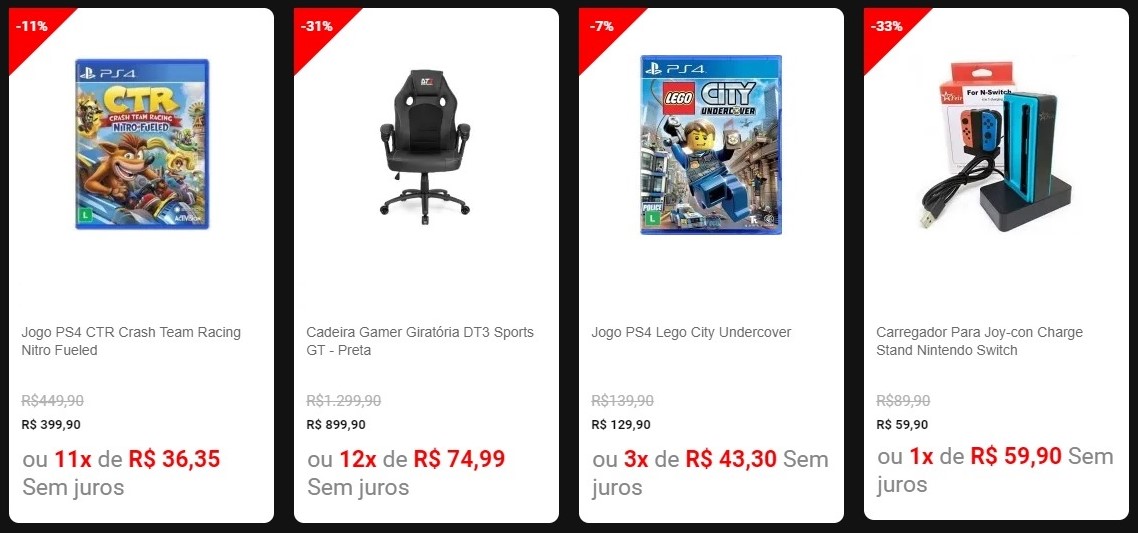 -11%
PS4
CTR
CRASH TEAM RACING
NITRO-FUELED
L
ACTIVISION
Jogo PS4 CTR Crash Team Racing
Nitro Fueled
R$449,90
R$ 399,90
ou 11x de R$ 36,35
Sem juros
-31%
DT3
Cadeira Gamer Giratória DT3 Sports
GT - Preta
R$1.299,90
R$ 899,90
ou 12x de R$ 74,99
Sem juros
-7%
PS4
LEGO CITY
UNDERCOVER
POLICE
L
Jogo PS4 Lego City Undercover
R$139,90
R$ 129,90
ou 3x de R$ 43,30 Sem
juros
-33%
For N-Switch
Carregador Para Joy-con Charge
Stand Nintendo Switch
R$89,90
R$ 59,90
ou 1x de R$ 59,90 Sem
juros